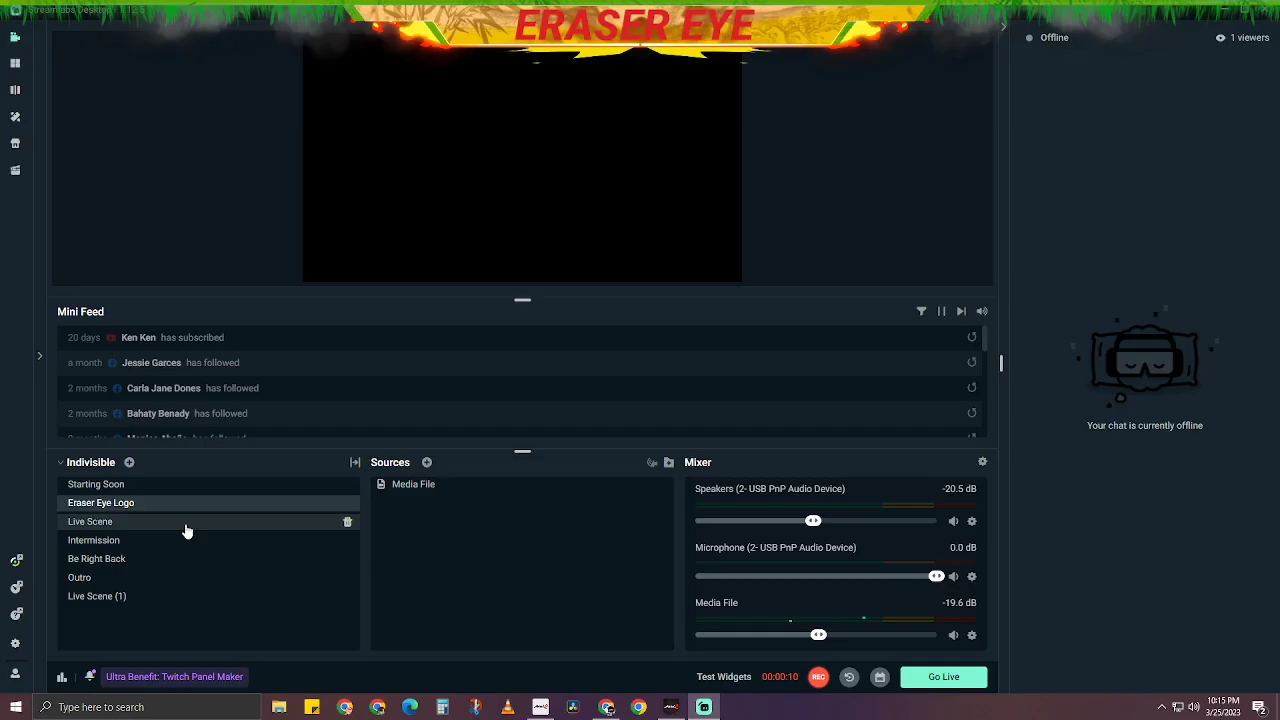 ERASER EYE
Offline
1 viewers
Mini Feed
20 days Ken Ken has subscribed
a month Jessie Garces has followed
2 months Carla Jane Dones has followed
2 months Bahaty Benady has followed
Your chat is currently offline
Indivisible
Sources
Mixer
Starting Soon
Eraser Eye Logo
Live Scene
Intermission
Be Right Back
Outro
Live Scene (1)
Media File
Speakers (2- USB PnP Audio Device) -20.5 dB
Microphone (2- USB PnP Audio Device) 0.0 dB
Media File -19.6 dB
Ultra Benefit: Twitch Panel Maker
Test Widgets 00:00:10 REC Go Live
Type here to search
10:15 PM
3/25/2023